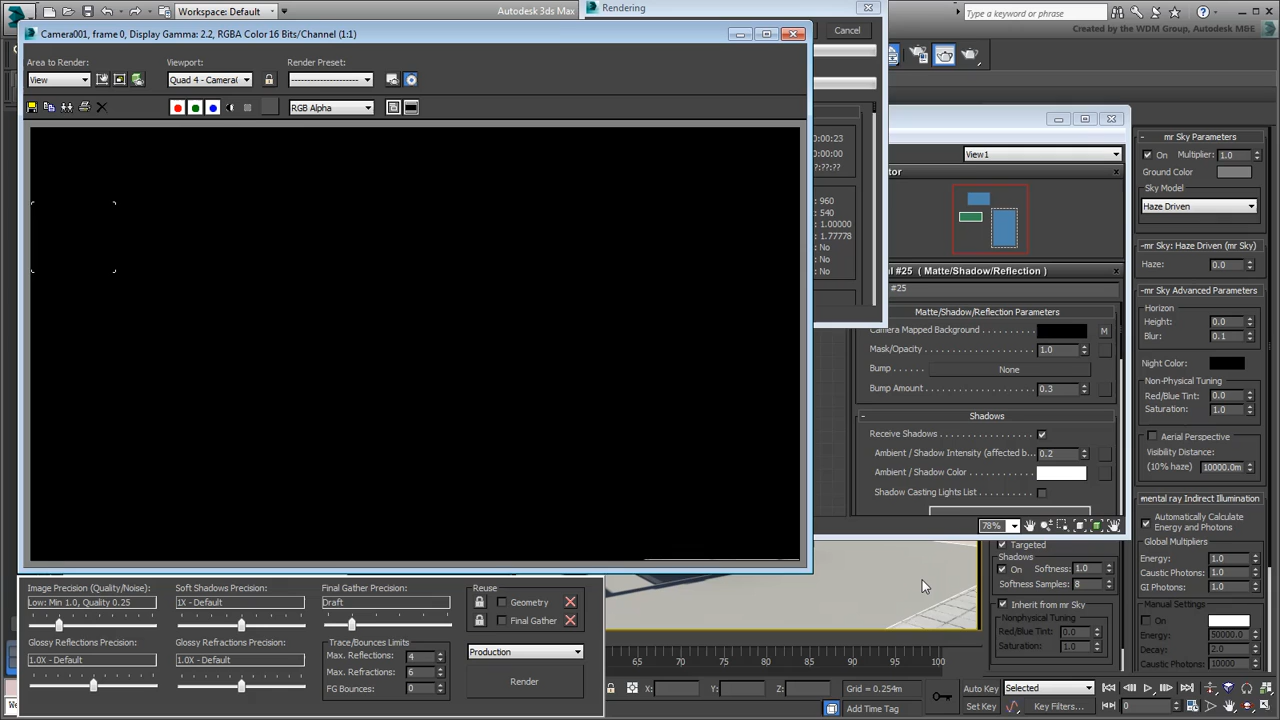 Workspace: Default
Autodesk 3ds Max
Rendering
Type a keyword or phrase
Created by the WDM Group, Autodesk M&E
Camera001, frame 0, Display Gamma: 2.2, RGBA Color 16 Bits/Channel (1:1)
Cancel
Area to Render:
Viewport:
Render Preset:
View
Quad 4 - Camera(
RGB Alpha
0:00:23
0:00:00
?:??:??
: 960
: 540
: 1.00000
: 1.77778
: No
: No
: No
View1
#25 ( Matte/Shadow/Reflection )
#25
Matte/Shadow/Reflection Parameters
Camera Mapped Background
M
Mask/Opacity
1.0
Bump
None
Bump Amount
0.3
- Shadows
Receive Shadows
Ambient / Shadow Intensity (affected b...
0.2
Ambient / Shadow Color
Shadow Casting Lights List
78%
- mr Sky Parameters
On Multiplier: 1.0
Ground Color
Sky Model
Haze Driven
-mr Sky: Haze Driven (mr Sky)
Haze: 0.0
-mr Sky Advanced Parameters
Horizon
Height: 0.0
Blur: 0.1
Night Color:
Non-Physical Tuning
Red/Blue Tint: 0.0
Saturation: 1.0
Aerial Perspective
Visibility Distance:
(10% haze) 10000.0m
mental ray Indirect Illumination
Automatically Calculate
Energy and Photons
Global Multipliers
Energy: 1.0
Caustic Photons: 1.0
GI Photons: 1.0
Manual Settings
On
Energy: 50000.0
Decay: 2.0
Caustic Photons: 10000
Targeted
Shadows
On Softness: 1.0
Softness Samples: 8
Inherit from mr Sky
Nonphysical Tuning
Red/Blue Tint: 0.0
Saturation: 1.0
Image Precision (Quality/Noise):
Low: Min 1.0, Quality 0.25
Soft Shadows Precision:
1X - Default
Final Gather Precision:
Draft
Reuse
Geometry
Final Gather
Glossy Reflections Precision:
1.0X - Default
Glossy Refractions Precision:
1.0X - Default
Trace/Bounces Limits
Max. Reflections: 4
Max. Refractions: 6
FG Bounces: 0
Production
Render
65 70 75 80 85 90 95 100
X: Y: Z:
Grid = 0.254m
Add Time Tag
Auto Key
Selected
Set Key
Key Filters...
0
We